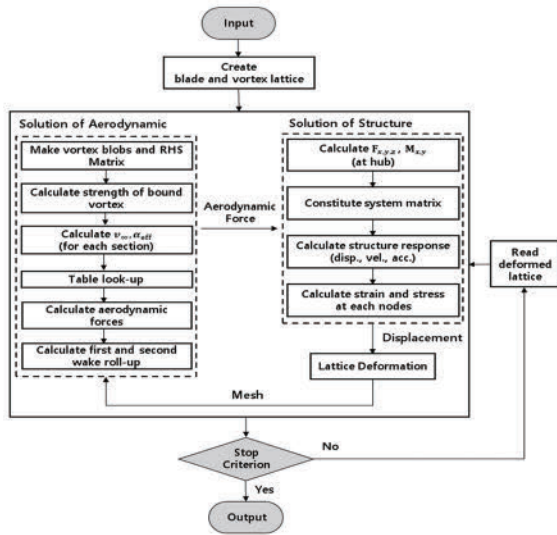 Input
Create
blade and vortex lattice
Solution of Aerodynamic
Make vortex blobs and RHS
Matrix
Calculate strength of bound
vortex
Calculate v∞, αeff
(for each section)
Table look-up
Calculate aerodynamic
forces
Calculate first and second
wake roll-up
Aerodynamic
Force
Solution of Structure
Calculate Fx,y,z, Mx,y
(at hub)
Constitute system matrix
Calculate structure response
(disp., vel., acc.)
Calculate strain and stress
at each nodes
Displacement
Lattice Deformation
Mesh
Read
deformed
lattice
Stop
Criterion
No
Yes
Output